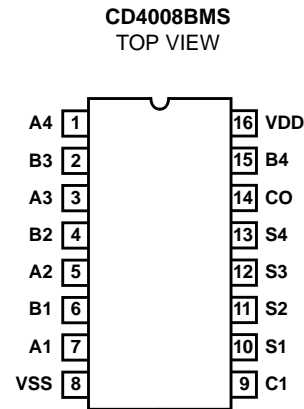 CD4008BMS
TOP VIEW
A4 1 16 VDD
B3 2 15 B4
A3 3 14 CO
B2 4 13 S4
A2 5 12 S3
B1 6 11 S2
A1 7 10 S1
VSS 8 9 C1